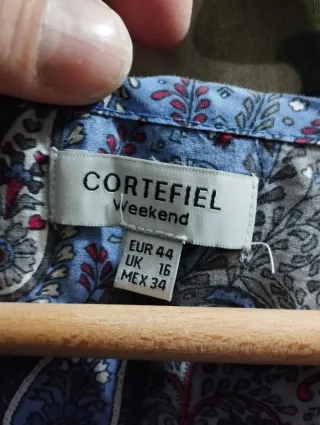 CORTEFIEL
Weekend
EUR 44
UK 16
MEX 34